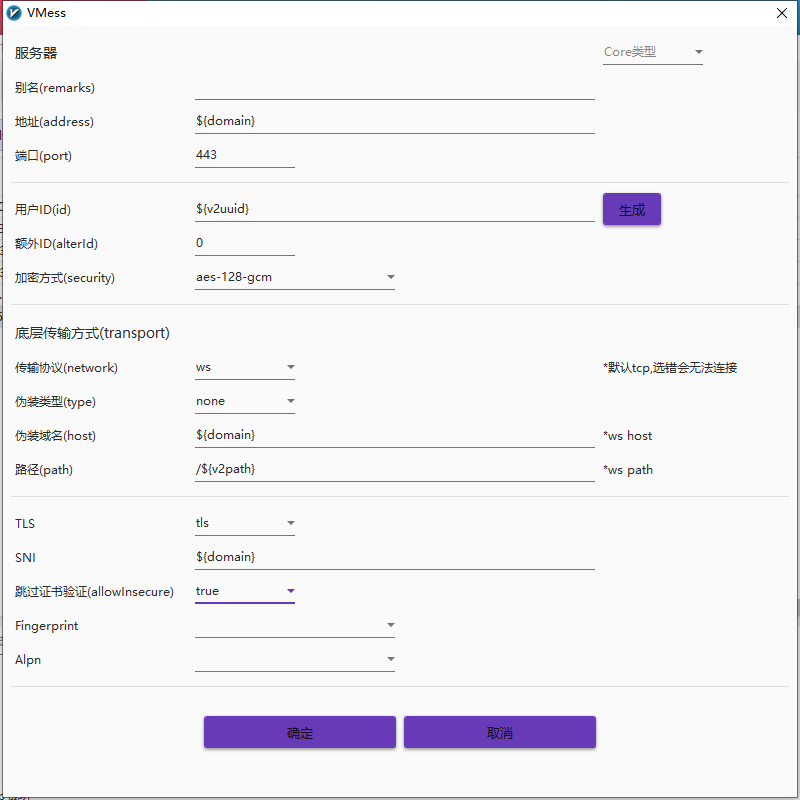 VMess
服务器
Core类型
别名(remarks)
地址(address) ${domain}
端口(port) 443
用户ID(id) ${v2uuid} 生成
额外ID(alterId) 0
加密方式(security) aes-128-gcm
底层传输方式(transport)
传输协议(network) ws *默认tcp,选错会无法连接
伪装类型(type) none
伪装域名(host) ${domain} *ws host
路径(path) /${v2path} *ws path
TLS tls
SNI ${domain}
跳过证书验证(allowInsecure) true
Fingerprint
Alpn
确定 取消